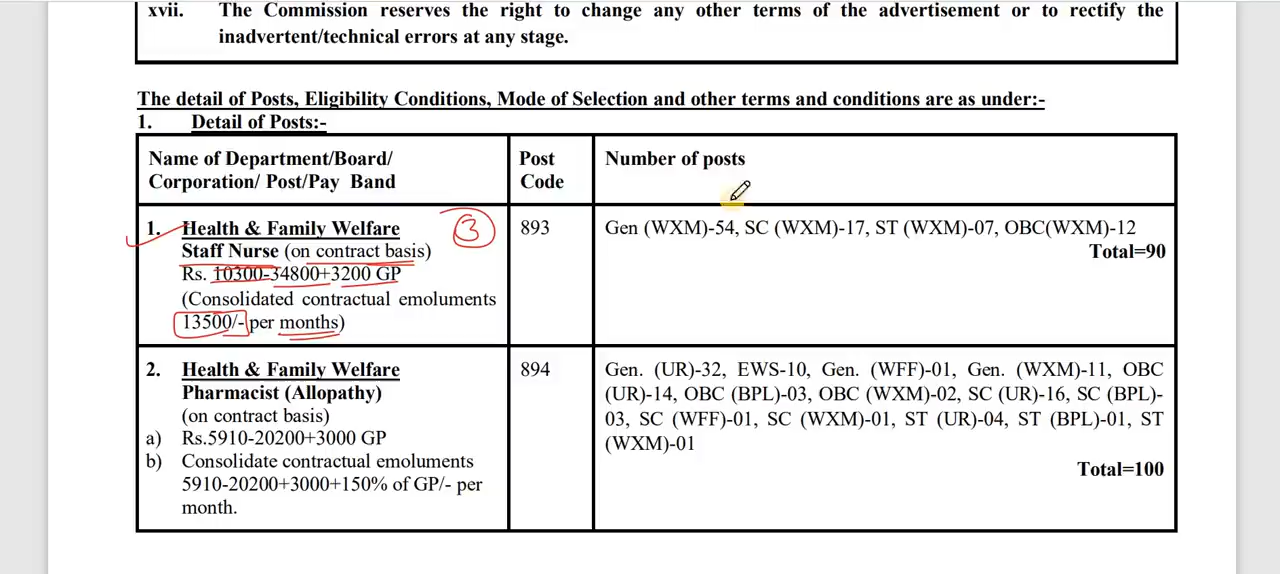 xvii. The Commission reserves the right to change any other terms of the advertisement or to rectify the
inadvertent/technical errors at any stage.
The detail of Posts, Eligibility Conditions, Mode of Selection and other terms and conditions are as under:-
1. Detail of Posts:-
Name of Department/Board/
Corporation/ Post/Pay Band
Post
Code
Number of posts
1. Health & Family Welfare
Staff Nurse (on contract basis)
Rs. 10300-34800+3200 GP
(Consolidated contractual emoluments
13500/- per months)
3
893
Gen (WXM)-54, SC (WXM)-17, ST (WXM)-07, OBC(WXM)-12
Total=90
2. Health & Family Welfare
Pharmacist (Allopathy)
(on contract basis)
a) Rs.5910-20200+3000 GP
b) Consolidate contractual emoluments
5910-20200+3000+150% of GP/- per
month.
894
Gen. (UR)-32, EWS-10, Gen. (WFF)-01, Gen. (WXM)-11, OBC
(UR)-14, OBC (BPL)-03, OBC (WXM)-02, SC (UR)-16, SC (BPL)-
03, SC (WFF)-01, SC (WXM)-01, ST (UR)-04, ST (BPL)-01, ST
(WXM)-01
Total=100